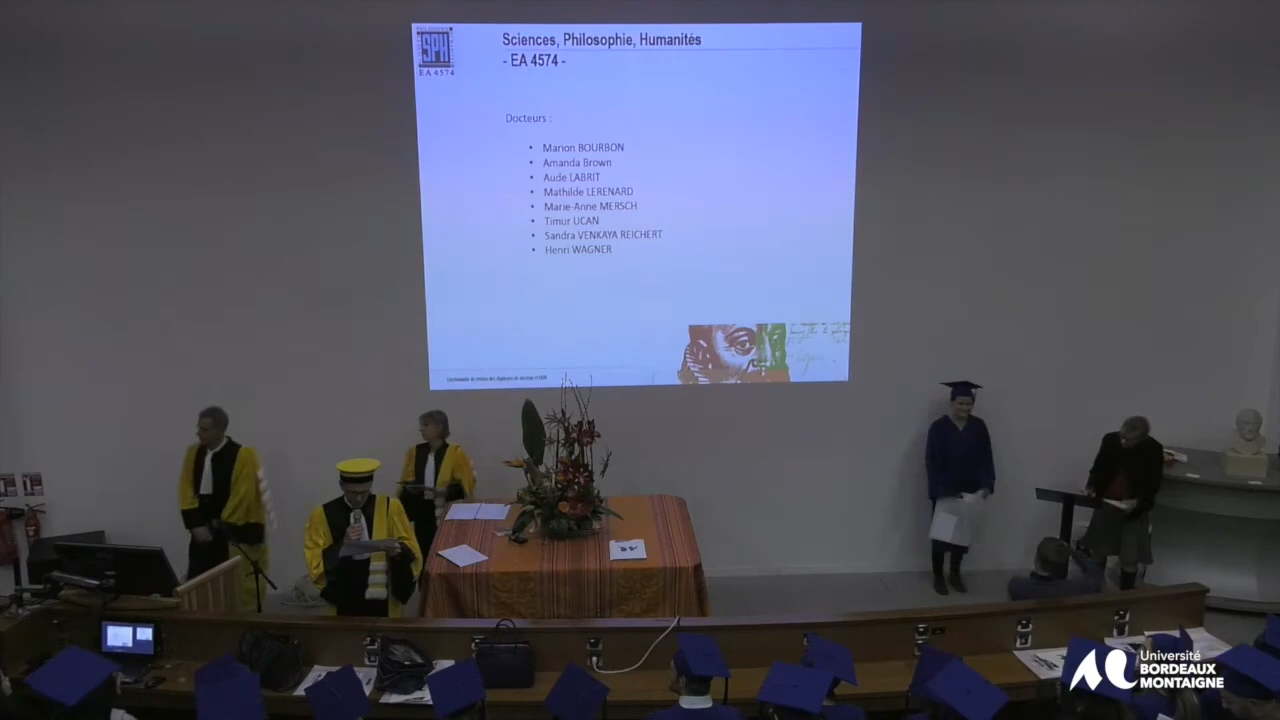 SPH
EA 4574
Sciences, Philosophie, Humanités
- EA 4574 -
Docteurs :
• Marion BOURBON
• Amanda Brown
• Aude LABRIT
• Mathilde LERENARD
• Marie-Anne MERSCH
• Timur UCAN
• Sandra VENKAYA REICHERT
• Henri WAGNER
Université
BORDEAUX
MONTAIGNE